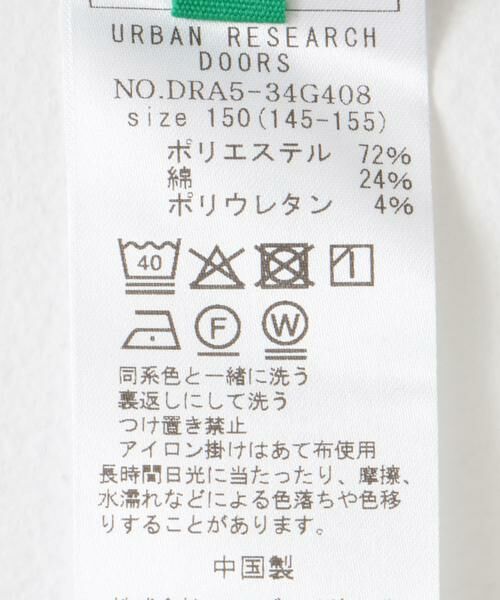 URBAN RESEARCH
DOORS
NO.DRA5-34G408
size 150(145-155)
ポリエステル 72%
綿 24%
ポリウレタン 4%
40
F
W
同系色と一緒に洗う
裏返しにして洗う
つけ置き禁止
アイロン掛けはあて布使用
長時間日光に当たったり、摩擦、
水濡れなどによる色落ちや色移
りすることがあります。
中国製